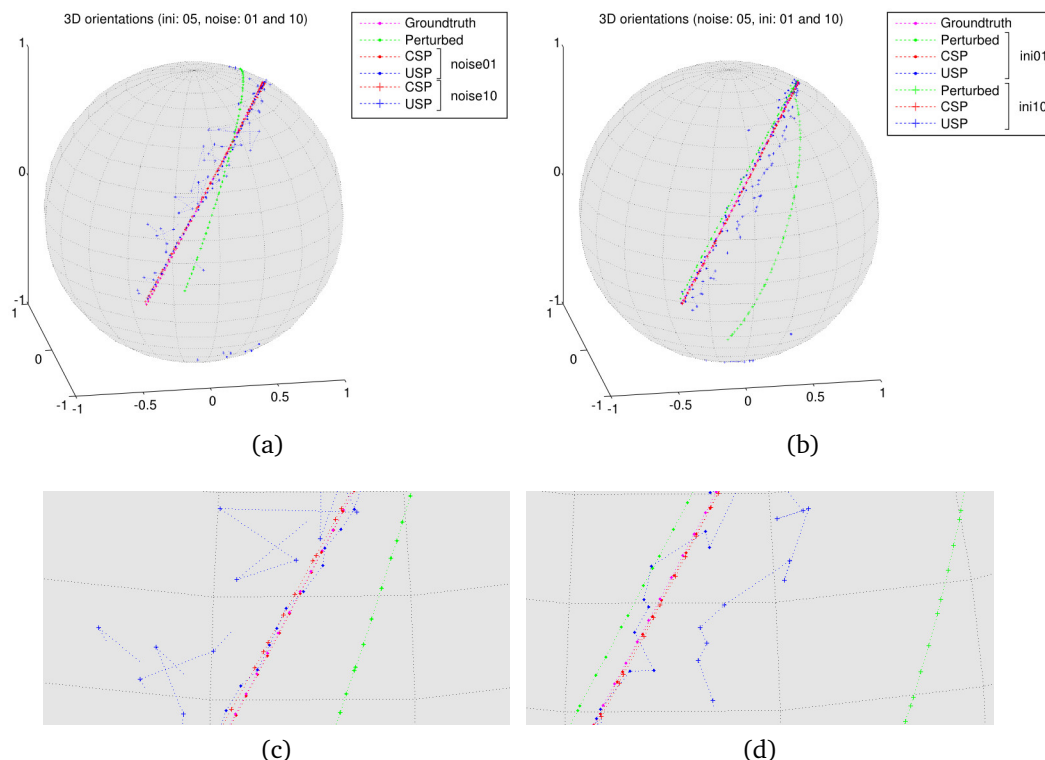 3D orientations (ini: 05, noise: 01 and 10)
Groundtruth
Perturbed
CSP
USP
noise01
CSP
USP
noise10
1
0
-1
1
0
-1
-1
-0.5
0
0.5
1
(a)
3D orientations (noise: 05, ini: 01 and 10)
Groundtruth
Perturbed
CSP
USP
ini01
Perturbed
CSP
USP
ini10
1
0
-1
1
0
-1
-1
-0.5
0
0.5
1
(b)
(c)
(d)